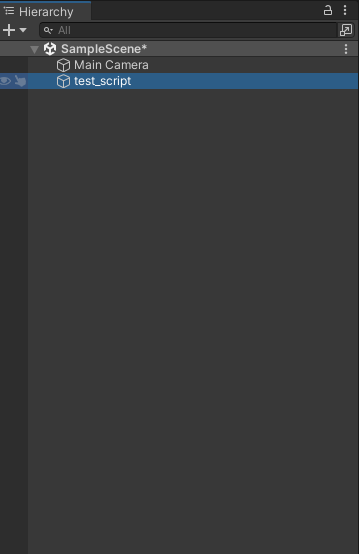 Hierarchy
All
SampleScene*
Main Camera
test_script